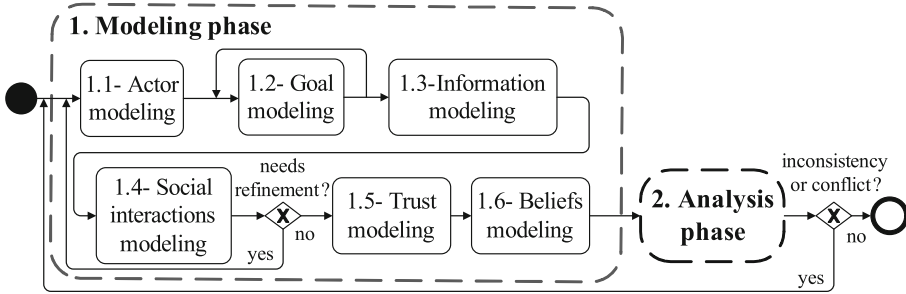 1. Modeling phase
1.1- Actor
modeling
1.2- Goal
modeling
1.3-Information
modeling
1.4- Social
interactions
modeling
needs
refinement?
X
no
yes
1.5- Trust
modeling
1.6- Beliefs
modeling
2. Analysis
phase
inconsistency
or conflict?
X
no
yes